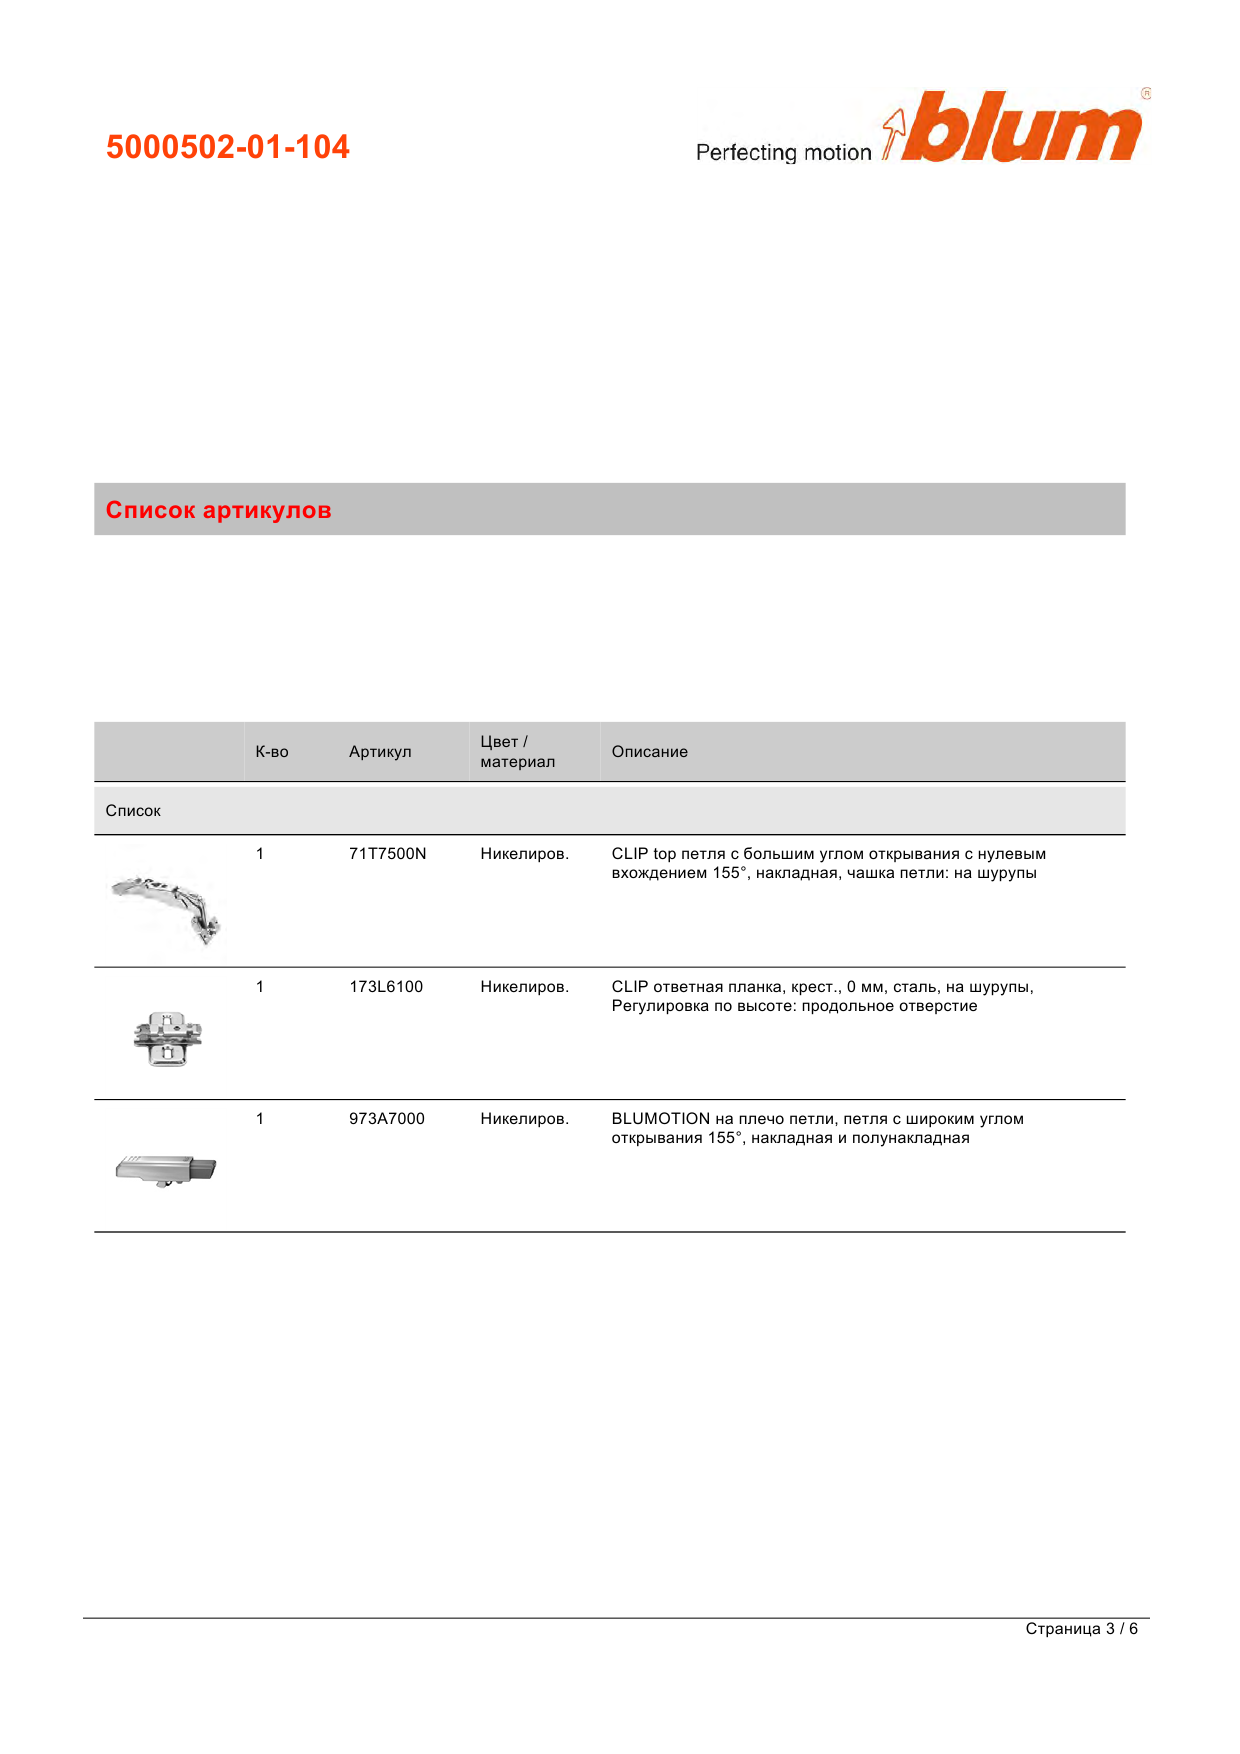 5000502-01-104
Perfecting motion blum®
Список артикулов
К-во Артикул Цвет / материал Описание
Список
1 71T7500N Никелиров. CLIP top петля с большим углом открывания с нулевым
вхождением 155°, накладная, чашка петли: на шурупы
1 173L6100 Никелиров. CLIP ответная планка, крест., 0 мм, сталь, на шурупы,
Регулировка по высоте: продольное отверстие
1 973A7000 Никелиров. BLUMOTION на плечо петли, петля с широким углом
открывания 155°, накладная и полунакладная
Страница 3 / 6